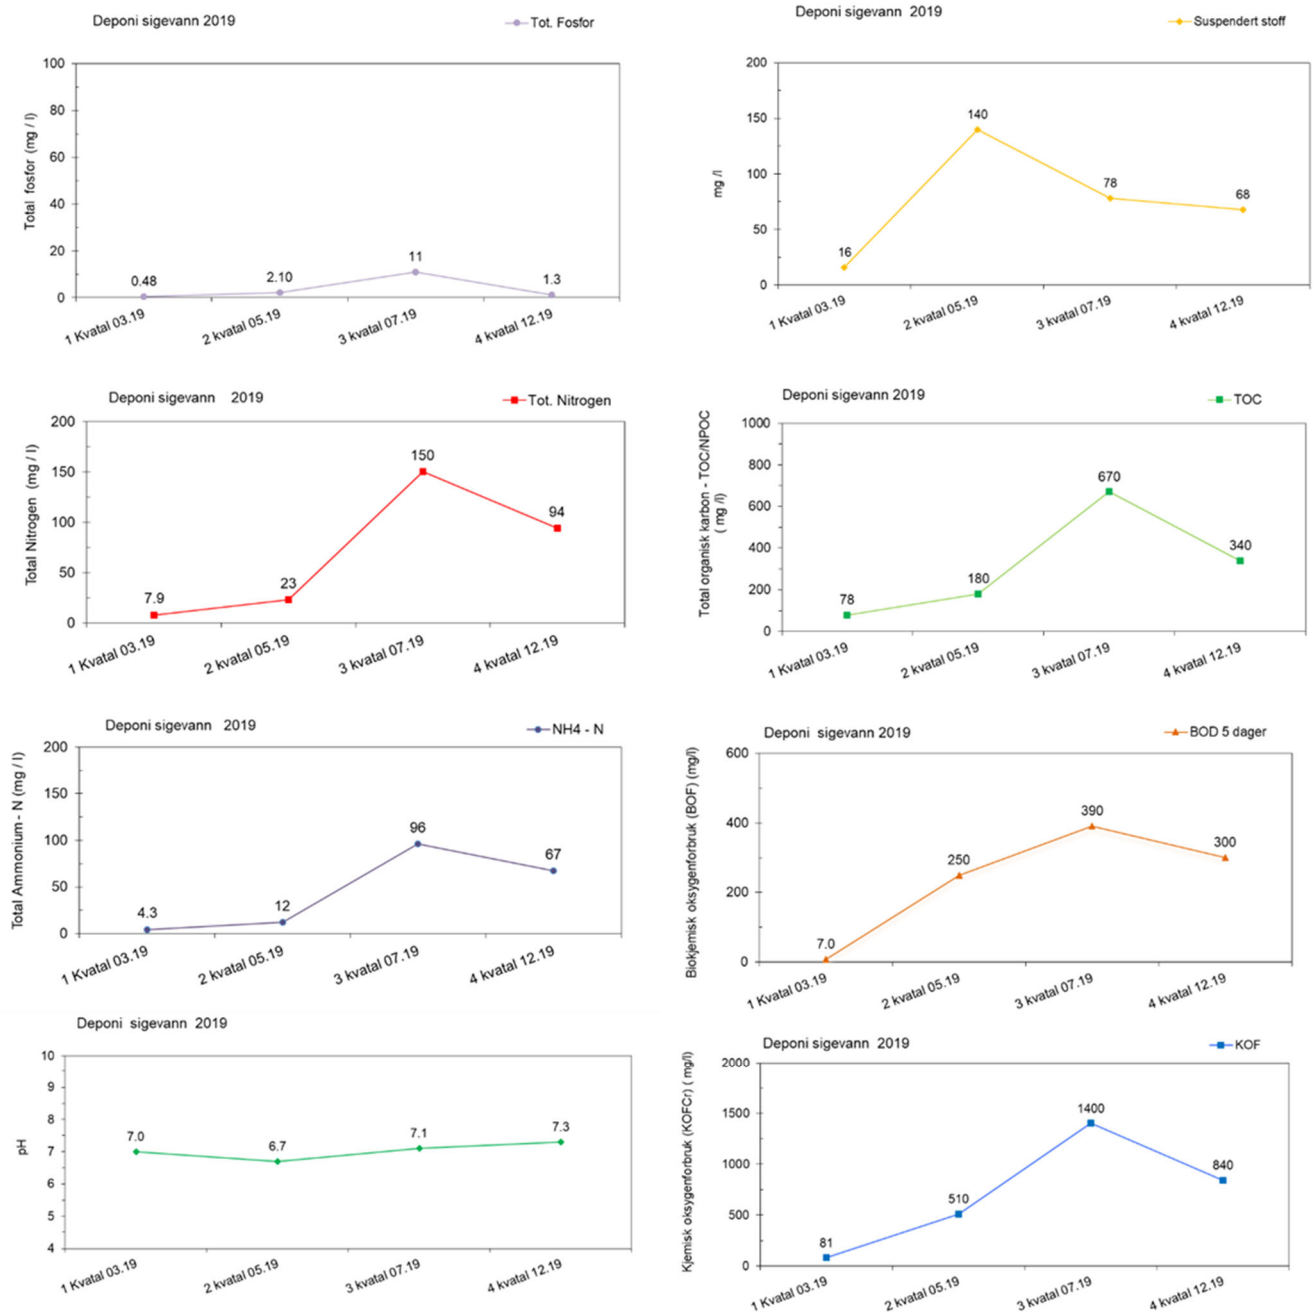 Deponi sigevann 2019
Tot. Fosfor
Total fosfor (mg / l)
100
80
60
40
20
0
0.48
2.10
11
1.3
1 Kvatal 03.19
2 kvatal 05.19
3 kvatal 07.19
4 kvatal 12.19
Deponi sigevann 2019
Suspendert stoff
mg /l
200
150
100
50
0
16
140
78
68
1 Kvatal 03.19
2 kvatal 05.19
3 kvatal 07.19
4 kvatal 12.19
Deponi sigevann 2019
Tot. Nitrogen
Total Nitrogen (mg / l)
200
150
100
50
0
7.9
23
150
94
1 Kvatal 03.19
2 kvatal 05.19
3 kvatal 07.19
4 kvatal 12.19
Deponi sigevann 2019
TOC
Total organisk karbon - TOC/NPOC
( mg /l)
1000
800
600
400
200
0
78
180
670
340
1 Kvatal 03.19
2 kvatal 05.19
3 kvatal 07.19
4 kvatal 12.19
Deponi sigevann 2019
NH4 - N
Total Ammonium - N (mg / l)
200
150
100
50
0
4.3
12
96
67
1 Kvatal 03.19
2 kvatal 05.19
3 kvatal 07.19
4 kvatal 12.19
Deponi sigevann 2019
BOD 5 dager
Biokjemisk oksygenforbruk (BOF) (mg/l)
600
400
200
0
7.0
250
390
300
1 Kvatal 03.19
2 kvatal 05.19
3 kvatal 07.19
4 kvatal 12.19
Deponi sigevann 2019
pH
10
9
8
7
6
5
4
7.0
6.7
7.1
7.3
1 Kvatal 03.19
2 kvatal 05.19
3 kvatal 07.19
4 kvatal 12.19
Deponi sigevann 2019
KOF
Kjemisk oksygenforbruk (KOFCr) ( mg/l)
2000
1500
1000
500
0
81
510
1400
840
1 Kvatal 03.19
2 kvatal 05.19
3 kvatal 07.19
4 kvatal 12.19